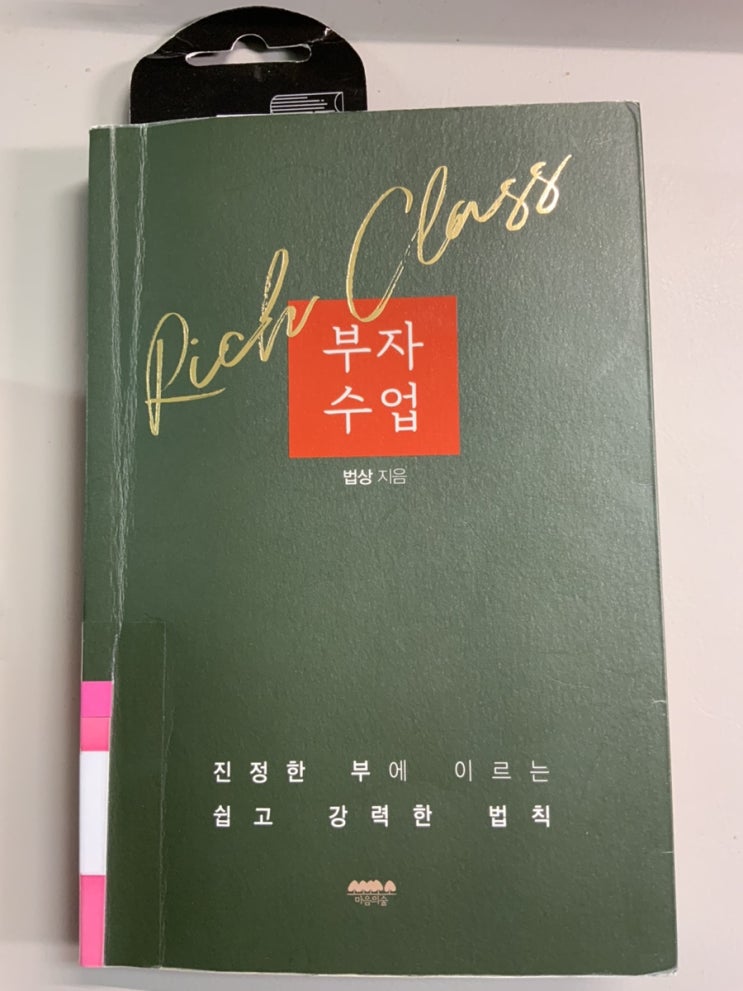 Rich Class
부자
수업
법상 지음
진정한 부에 이르는
쉽고 강력한 법칙
마음의숲